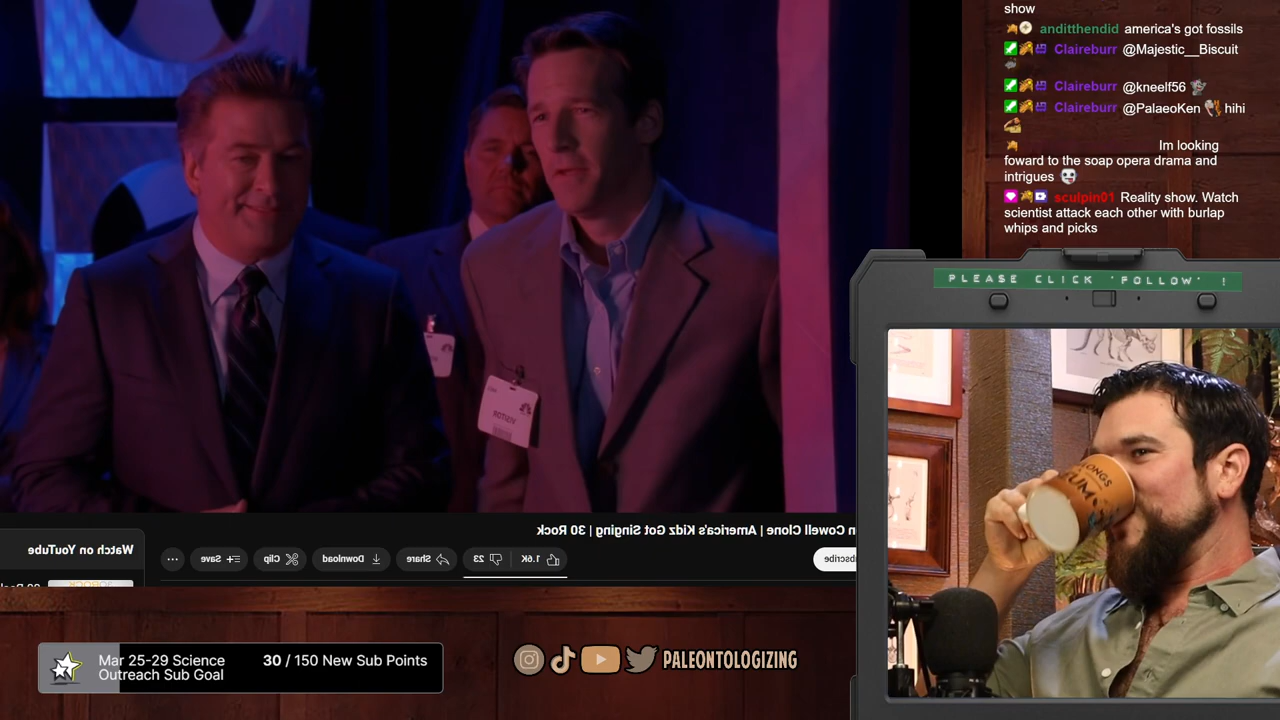 show
anditthendid america's got fossils
Claireburr @Majestic__Biscuit
Claireburr @kneelf56
Claireburr @PalaeoKen hihi
Im looking
foward to the soap opera drama and
intrigues
sculpin01 Reality show. Watch
scientist attack each other with burlap
whips and picks
PLEASE CLICK 'FOLLOW' !
VISITOR
n Cowell Clone | America's Kidz Got Singing | 30 Rock
Watch on YouTube
Save
Clip
Download
Share
23
1.6K
ubscribe
Mar 25-29 Science
Outreach Sub Goal
30 / 150 New Sub Points
PALEONTOLOGIZING